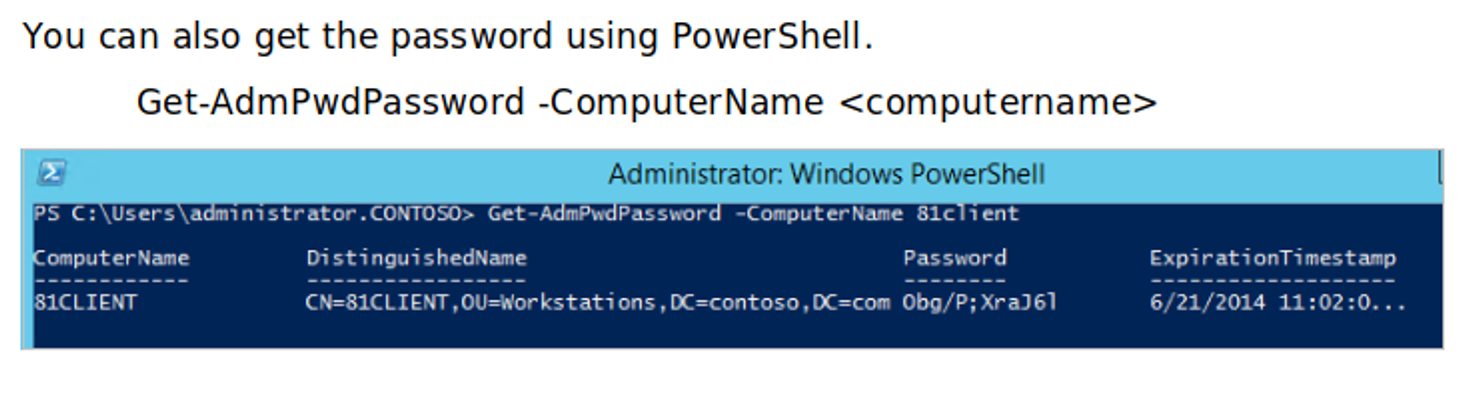 You can also get the password using PowerShell.
Get-AdmPwdPassword -ComputerName <computername>
Administrator: Windows PowerShell
PS C:\Users\administrator.CONTOSO> Get-AdmPwdPassword -ComputerName 81client
ComputerName DistinguishedName Password ExpirationTimestamp
------------ ----------------- -------- -------------------
81CLIENT CN=81CLIENT,OU=Workstations,DC=contoso,DC=com Obg/P;XraJ6l 6/21/2014 11:02:0...